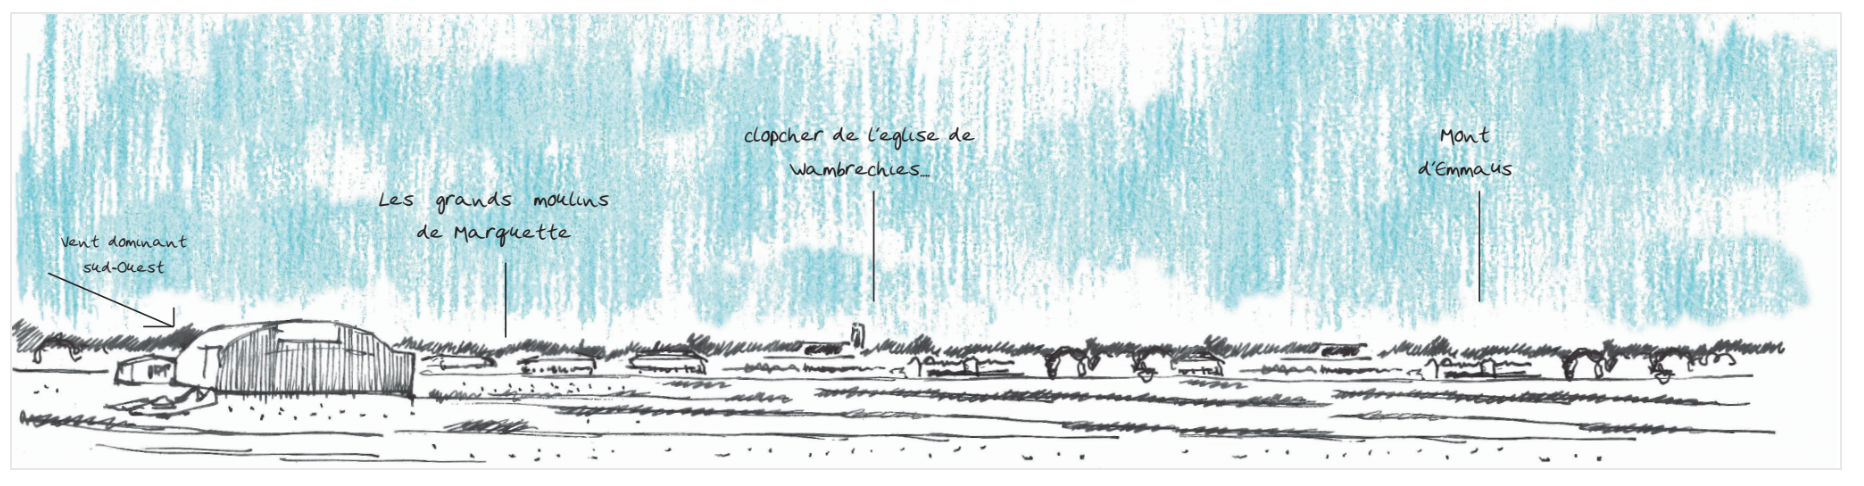 Vent dominant
sud-Ouest
Les grands moulins
de Marquette
clopcher de l'eglise de
Wambrechies...
Mont
d'Emmaus